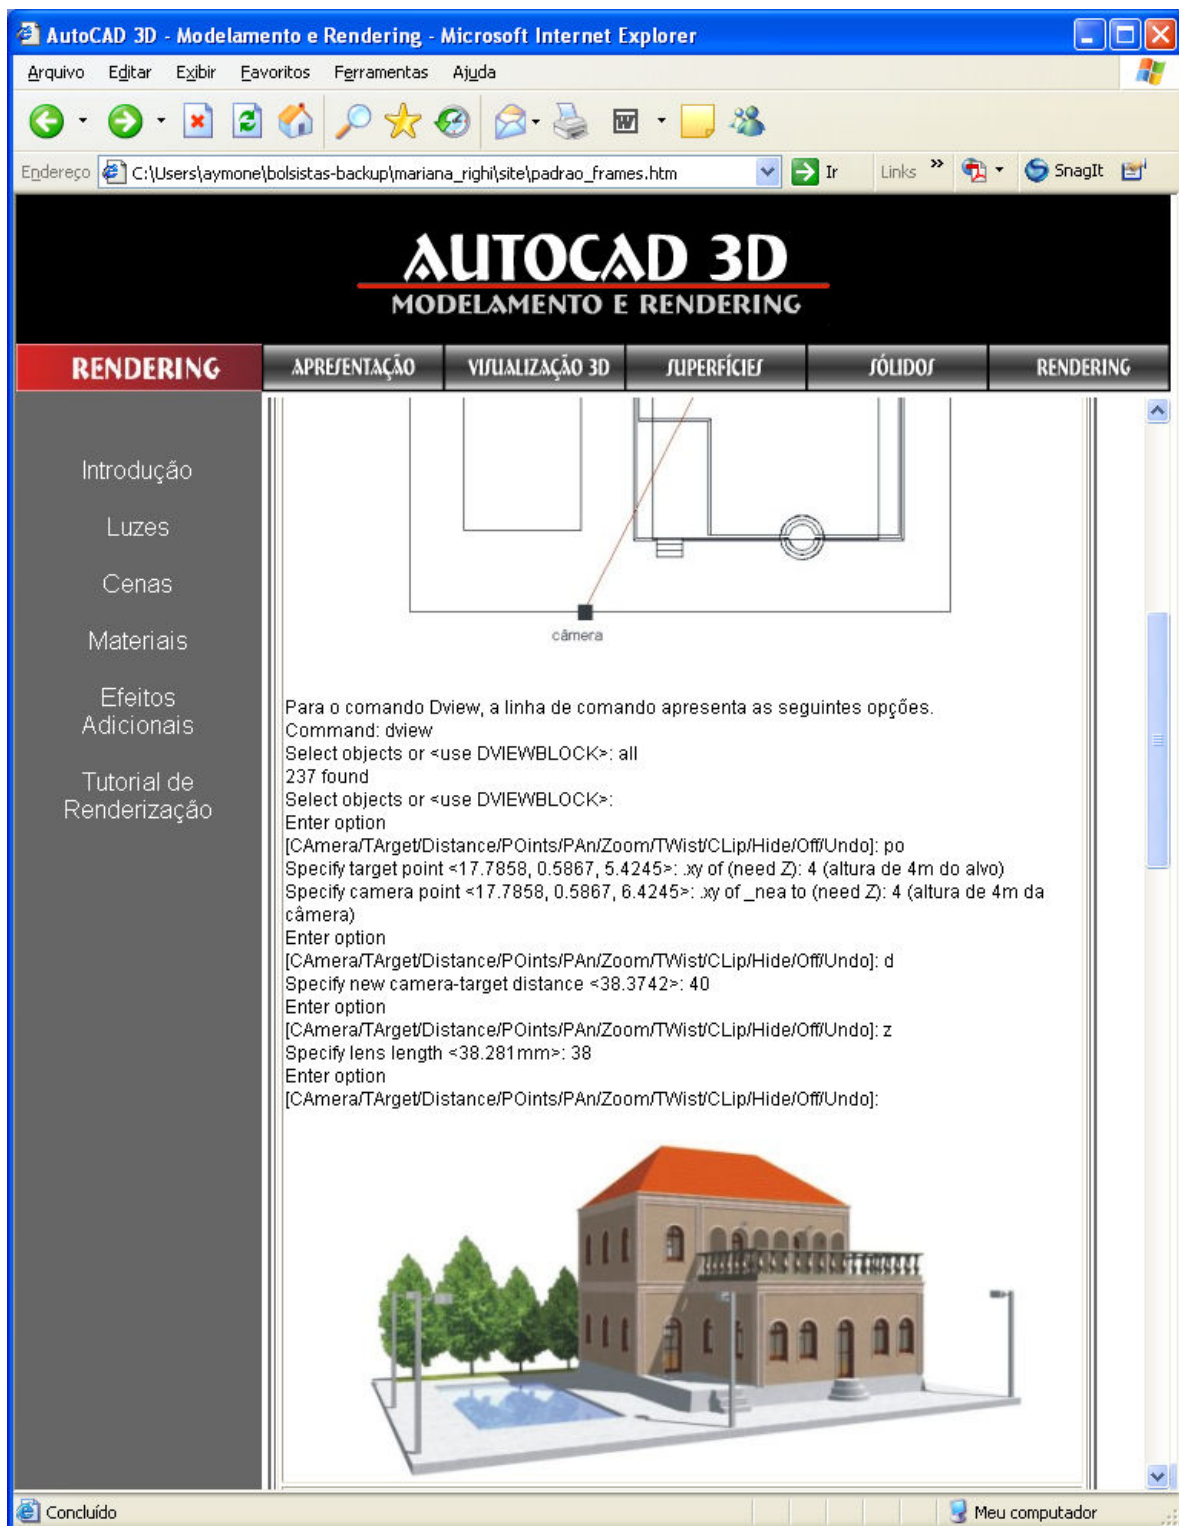 AutoCAD 3D - Modelamento e Rendering - Microsoft Internet Explorer
Arquivo Editar Exibir Favoritos Ferramentas Ajuda
Endereço C:\Users\aymone\bolsistas-backup\mariana_righi\site\padrao_frames.htm Ir Links » SnagIt
AUTOCAD 3D
MODELAMENTO E RENDERING
RENDERING APRESENTAÇÃO VISUALIZAÇÃO 3D SUPERFÍCIES SÓLIDOS RENDERING
Introdução
Luzes
Cenas
Materiais
Efeitos
Adicionais
Tutorial de
Renderização
câmera
Para o comando Dview, a linha de comando apresenta as seguintes opções.
Command: dview
Select objects or <use DVIEWBLOCK>: all
237 found
Select objects or <use DVIEWBLOCK>:
Enter option
[CAmera/TArget/Distance/POints/PAn/Zoom/TWist/CLip/Hide/Off/Undo]: po
Specify target point <17.7858, 0.5867, 5.4245>: .xy of (need Z): 4 (altura de 4m do alvo)
Specify camera point <17.7858, 0.5867, 6.4245>: .xy of _nea to (need Z): 4 (altura de 4m da
câmera)
Enter option
[CAmera/TArget/Distance/POints/PAn/Zoom/TWist/CLip/Hide/Off/Undo]: d
Specify new camera-target distance <38.3742>: 40
Enter option
[CAmera/TArget/Distance/POints/PAn/Zoom/TWist/CLip/Hide/Off/Undo]: z
Specify lens length <38.281mm>: 38
Enter option
[CAmera/TArget/Distance/POints/PAn/Zoom/TWist/CLip/Hide/Off/Undo]:
Concluído Meu computador